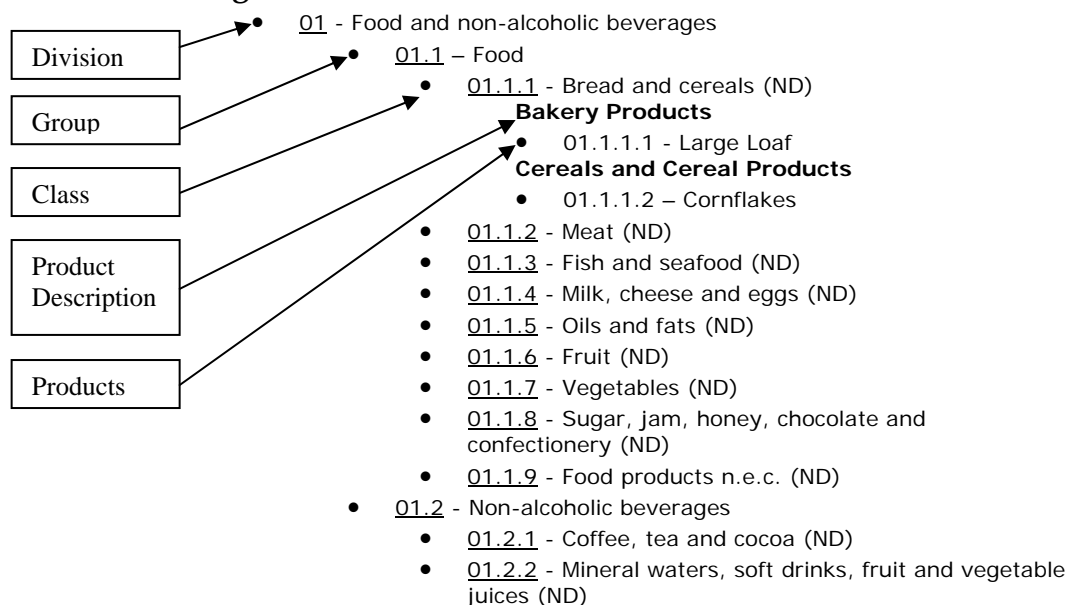 01 - Food and non-alcoholic beverages
Division
01.1 – Food
01.1.1 - Bread and cereals (ND)
Bakery Products
Group
01.1.1.1 - Large Loaf
Cereals and Cereal Products
Class
01.1.1.2 – Cornflakes
01.1.2 - Meat (ND)
Product
Description
01.1.3 - Fish and seafood (ND)
01.1.4 - Milk, cheese and eggs (ND)
01.1.5 - Oils and fats (ND)
01.1.6 - Fruit (ND)
Products
01.1.7 - Vegetables (ND)
01.1.8 - Sugar, jam, honey, chocolate and
confectionery (ND)
01.1.9 - Food products n.e.c. (ND)
01.2 - Non-alcoholic beverages
01.2.1 - Coffee, tea and cocoa (ND)
01.2.2 - Mineral waters, soft drinks, fruit and vegetable
juices (ND)